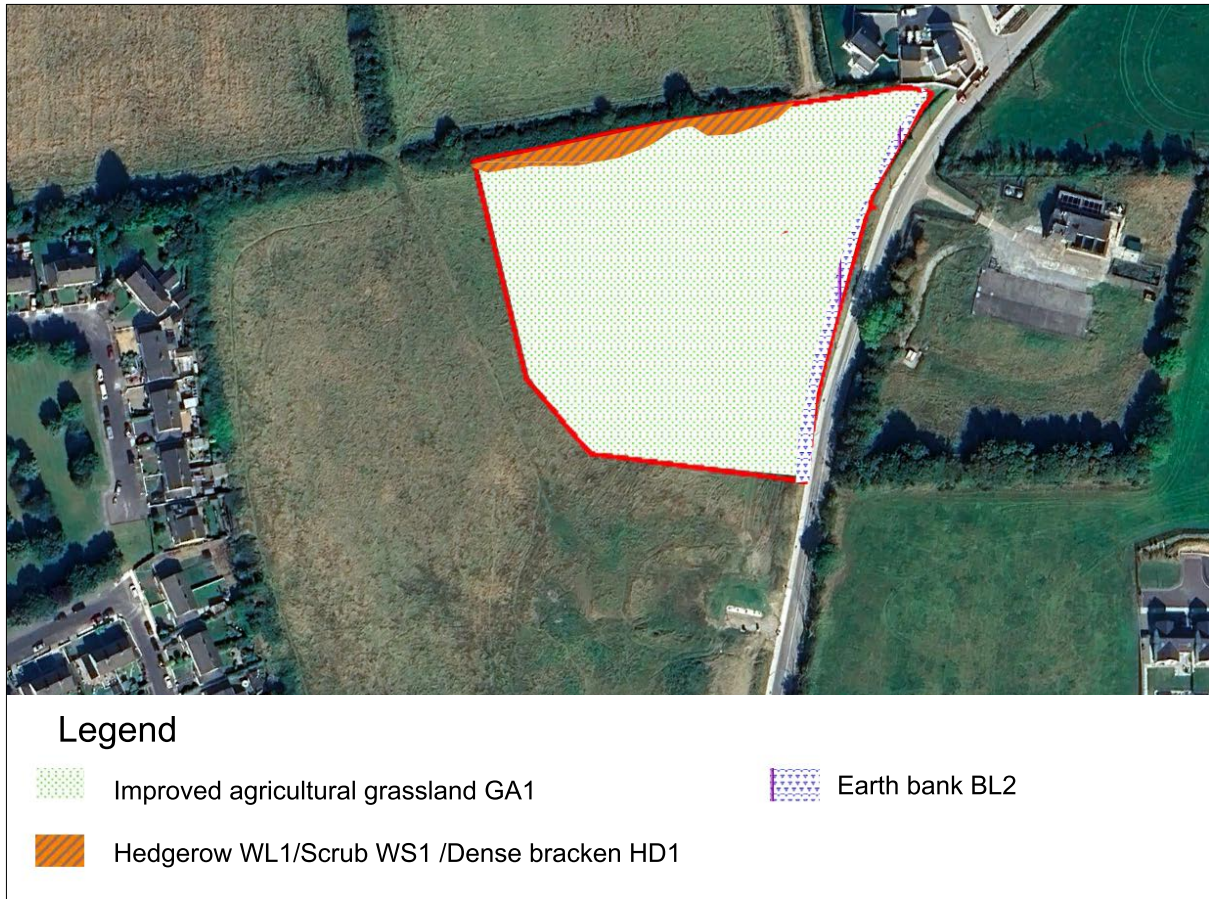 Legend
Improved agricultural grassland GA1
Earth bank BL2
Hedgerow WL1/Scrub WS1 /Dense bracken HD1